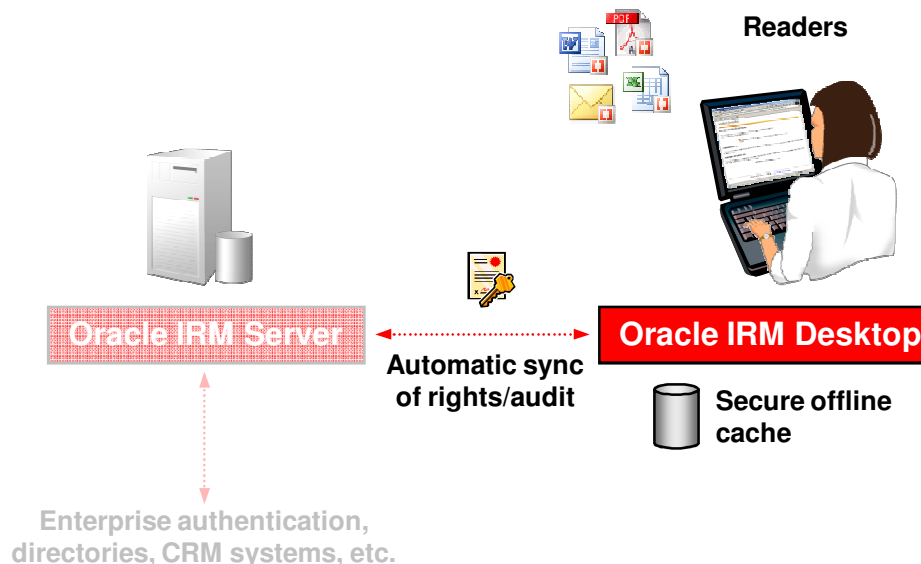 PDF
Readers
Oracle IRM Server
Oracle IRM Desktop
Automatic sync
of rights/audit
Secure offline
cache
Enterprise authentication,
directories, CRM systems, etc.